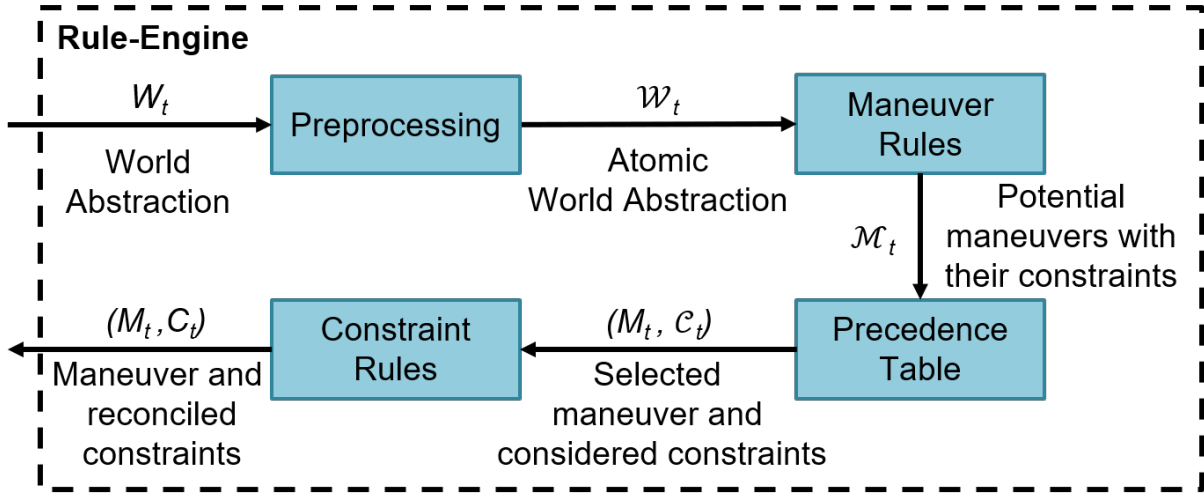 Rule-Engine
W_t
World
Abstraction
Preprocessing
𝒲_t
Atomic
World Abstraction
Maneuver
Rules
ℳ_t
Potential
maneuvers with
their constraints
Precedence
Table
(M_t, 𝒞_t)
Selected
maneuver and
considered constraints
Constraint
Rules
(M_t,C_t)
Maneuver and
reconciled
constraints